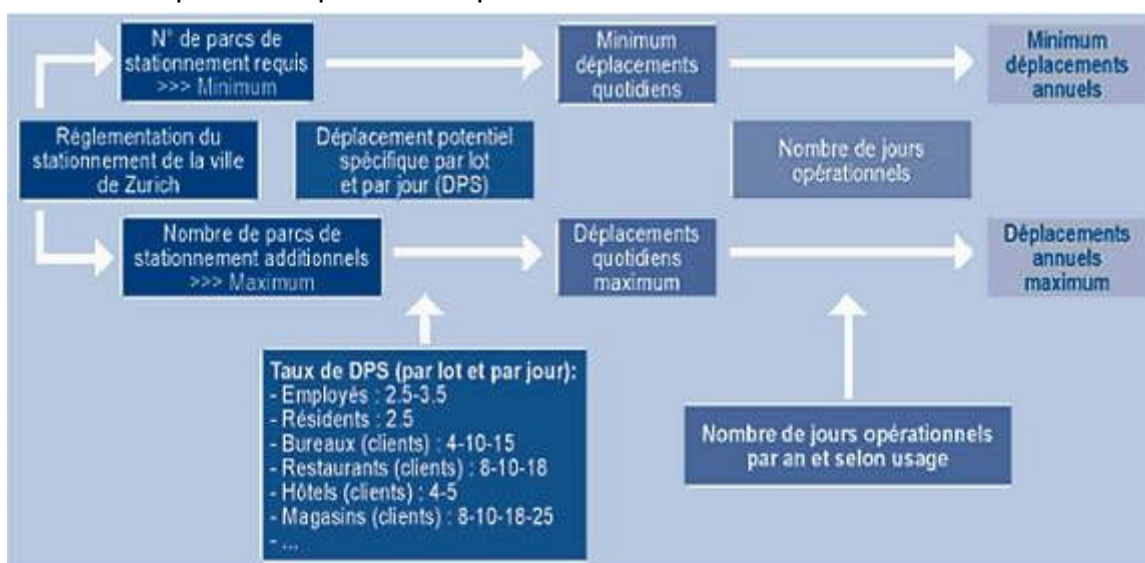 N° de parcs de
stationnement requis
>>> Minimum
Minimum
déplacements
quotidiens
Minimum
déplacements
annuels
Réglementation du
stationnement de la ville
de Zurich
Déplacement potentiel
spécifique par lot
et par jour (DPS)
Nombre de jours
opérationnels
Nombre de parcs de
stationnement additionnels
>>> Maximum
Déplacements
quotidiens
maximum
Déplacements
annuels
maximum
Taux de DPS (par lot et par jour):
- Employés : 2.5-3.5
- Résidents : 2.5
- Bureaux (clients) : 4-10-15
- Restaurants (clients) : 8-10-18
- Hôtels (clients) : 4-5
- Magasins (clients) : 8-10-18-25
- ...
Nombre de jours opérationnels
par an et selon usage